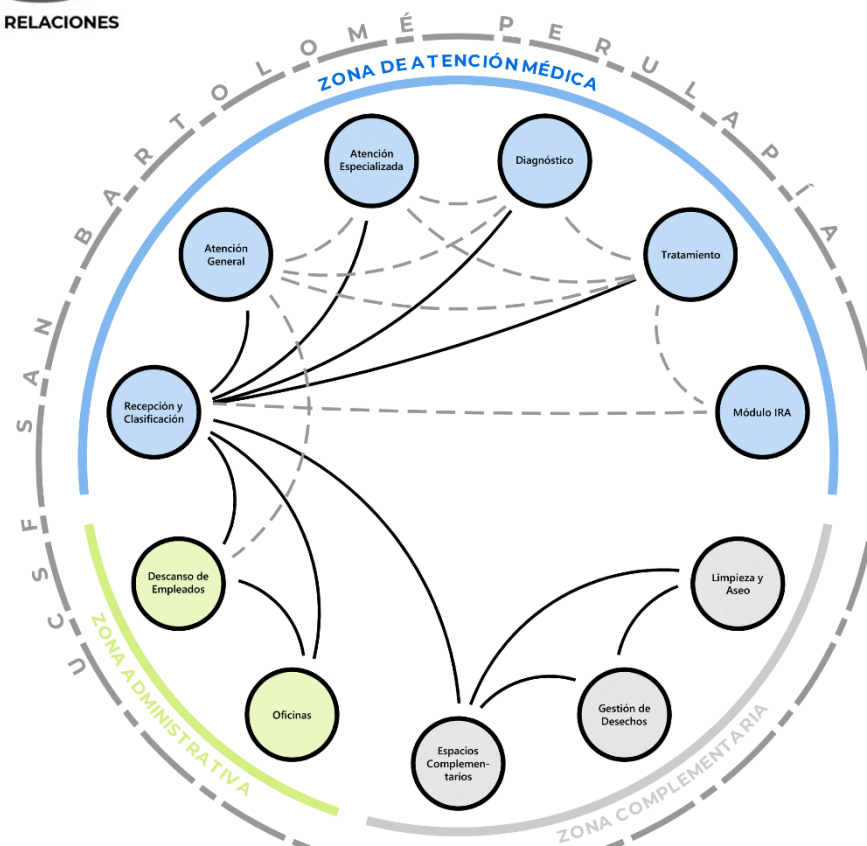 RELACIONES
UCSF SAN BARTOLOMÉ PERULAPÍA
ZONA DE ATENCIÓN MÉDICA
Atención
Especializada
Diagnóstico
Atención
General
Tratamiento
Recepción y
Clasificación
Módulo IRA
Descanso de
Empleados
Limpieza y
Aseo
Oficinas
Gestión de
Desechos
Espacios
Complemen-
tarios
ZONA ADMINISTRATIVA
ZONA COMPLEMENTARIA